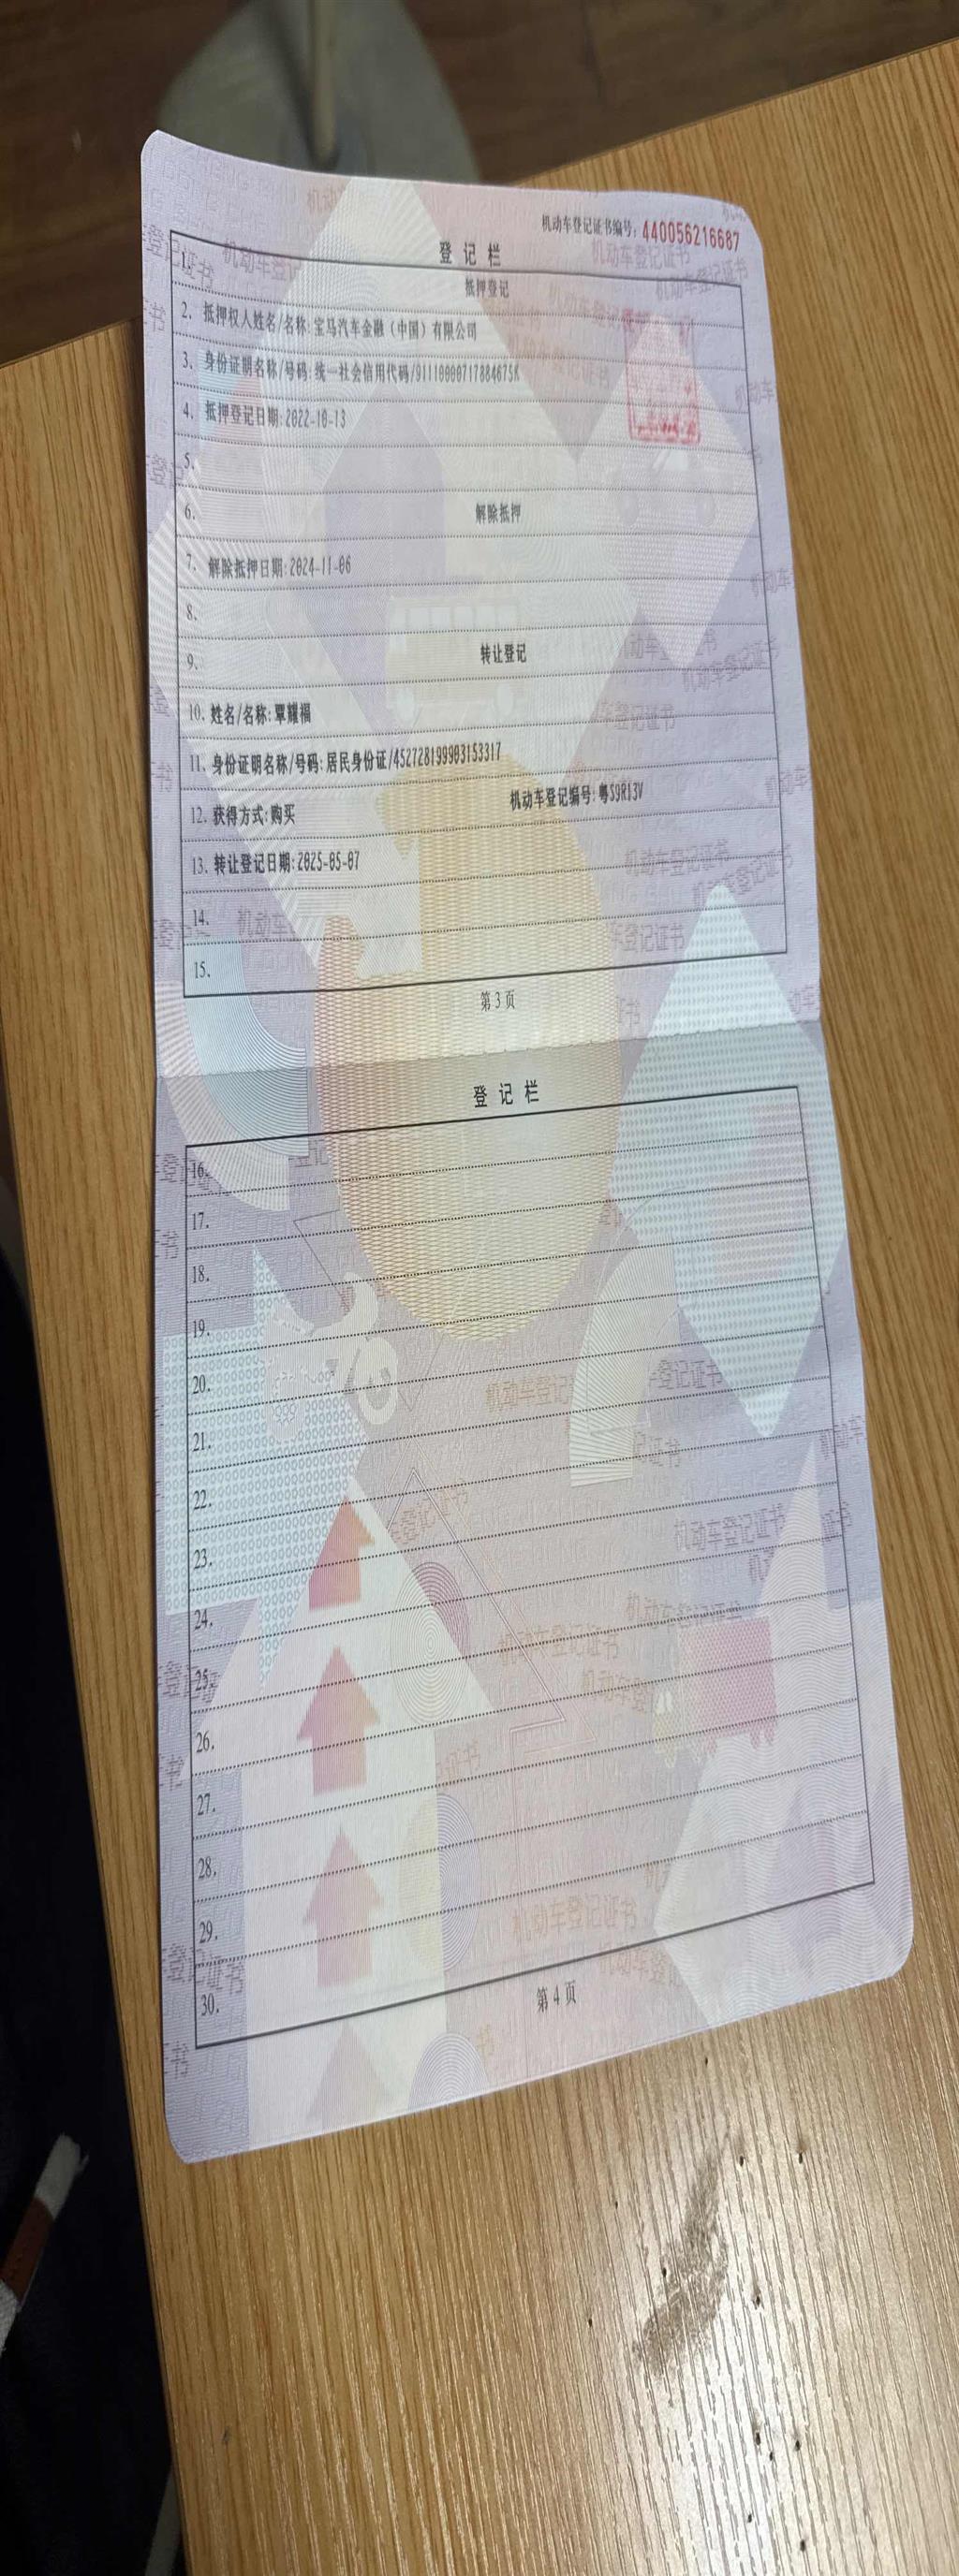 机动车登记证书编号：440056216687
登记栏
1.
抵押登记
2. 抵押权人姓名/名称：宝马汽车金融（中国）有限公司
3. 身份证明名称/号码：统一社会信用代码/91110000717884675K
4. 抵押登记日期：2022-10-13
5.
6. 解除抵押
7. 解除抵押日期：2024-11-06
8.
9. 转让登记
10. 姓名/名称：覃耀福
11. 身份证明名称/号码：居民身份证/452728199903153317
12. 获得方式：购买 机动车登记编号：粤S9R13V
13. 转让登记日期：2025-05-07
14.
15.
第3页
登记栏
16.
17.
18.
19.
20.
21.
22.
23.
24.
25.
26.
27.
28.
29.
30.
第4页